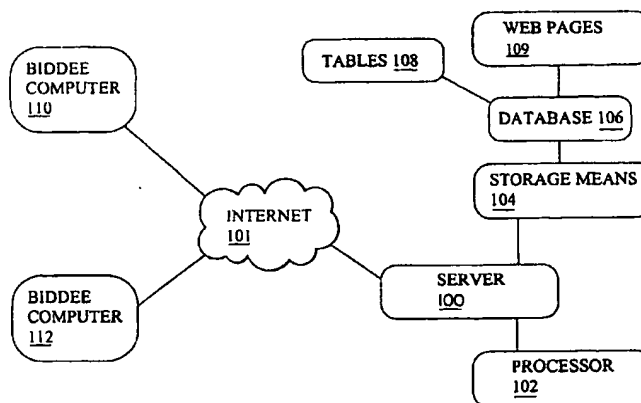 BIDDEE
COMPUTER
110
TABLES 108
WEB PAGES
109
DATABASE 106
STORAGE MEANS
104
INTERNET
101
SERVER
100
BIDDEE
COMPUTER
112
PROCESSOR
102